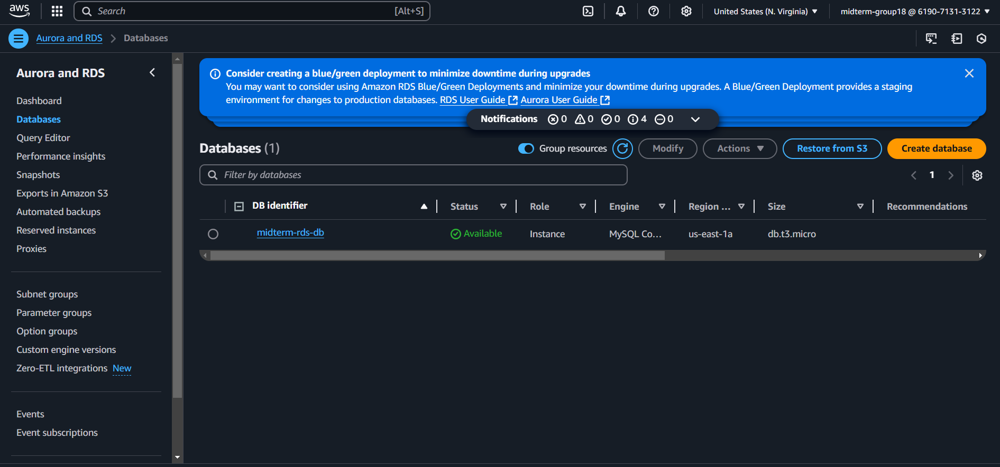 aws
Search
[Alt+S]
United States (N. Virginia)
midterm-group18 @ 6190-7131-3122
Aurora and RDS
Databases
Aurora and RDS
Dashboard
Databases
Query Editor
Performance insights
Snapshots
Exports in Amazon S3
Automated backups
Reserved instances
Proxies
Subnet groups
Parameter groups
Option groups
Custom engine versions
Zero-ETL integrations New
Events
Event subscriptions
Consider creating a blue/green deployment to minimize downtime during upgrades
You may want to consider using Amazon RDS Blue/Green Deployments and minimize your downtime during upgrades. A Blue/Green Deployment provides a staging
environment for changes to production databases. RDS User Guide Aurora User Guide
Notifications 0 0 0 4 0
Databases (1)
Group resources
Modify
Actions
Restore from S3
Create database
Filter by databases
1
DB identifier Status Role Engine Region ... Size Recommendations
midterm-rds-db Available Instance MySQL Co... us-east-1a db.t3.micro